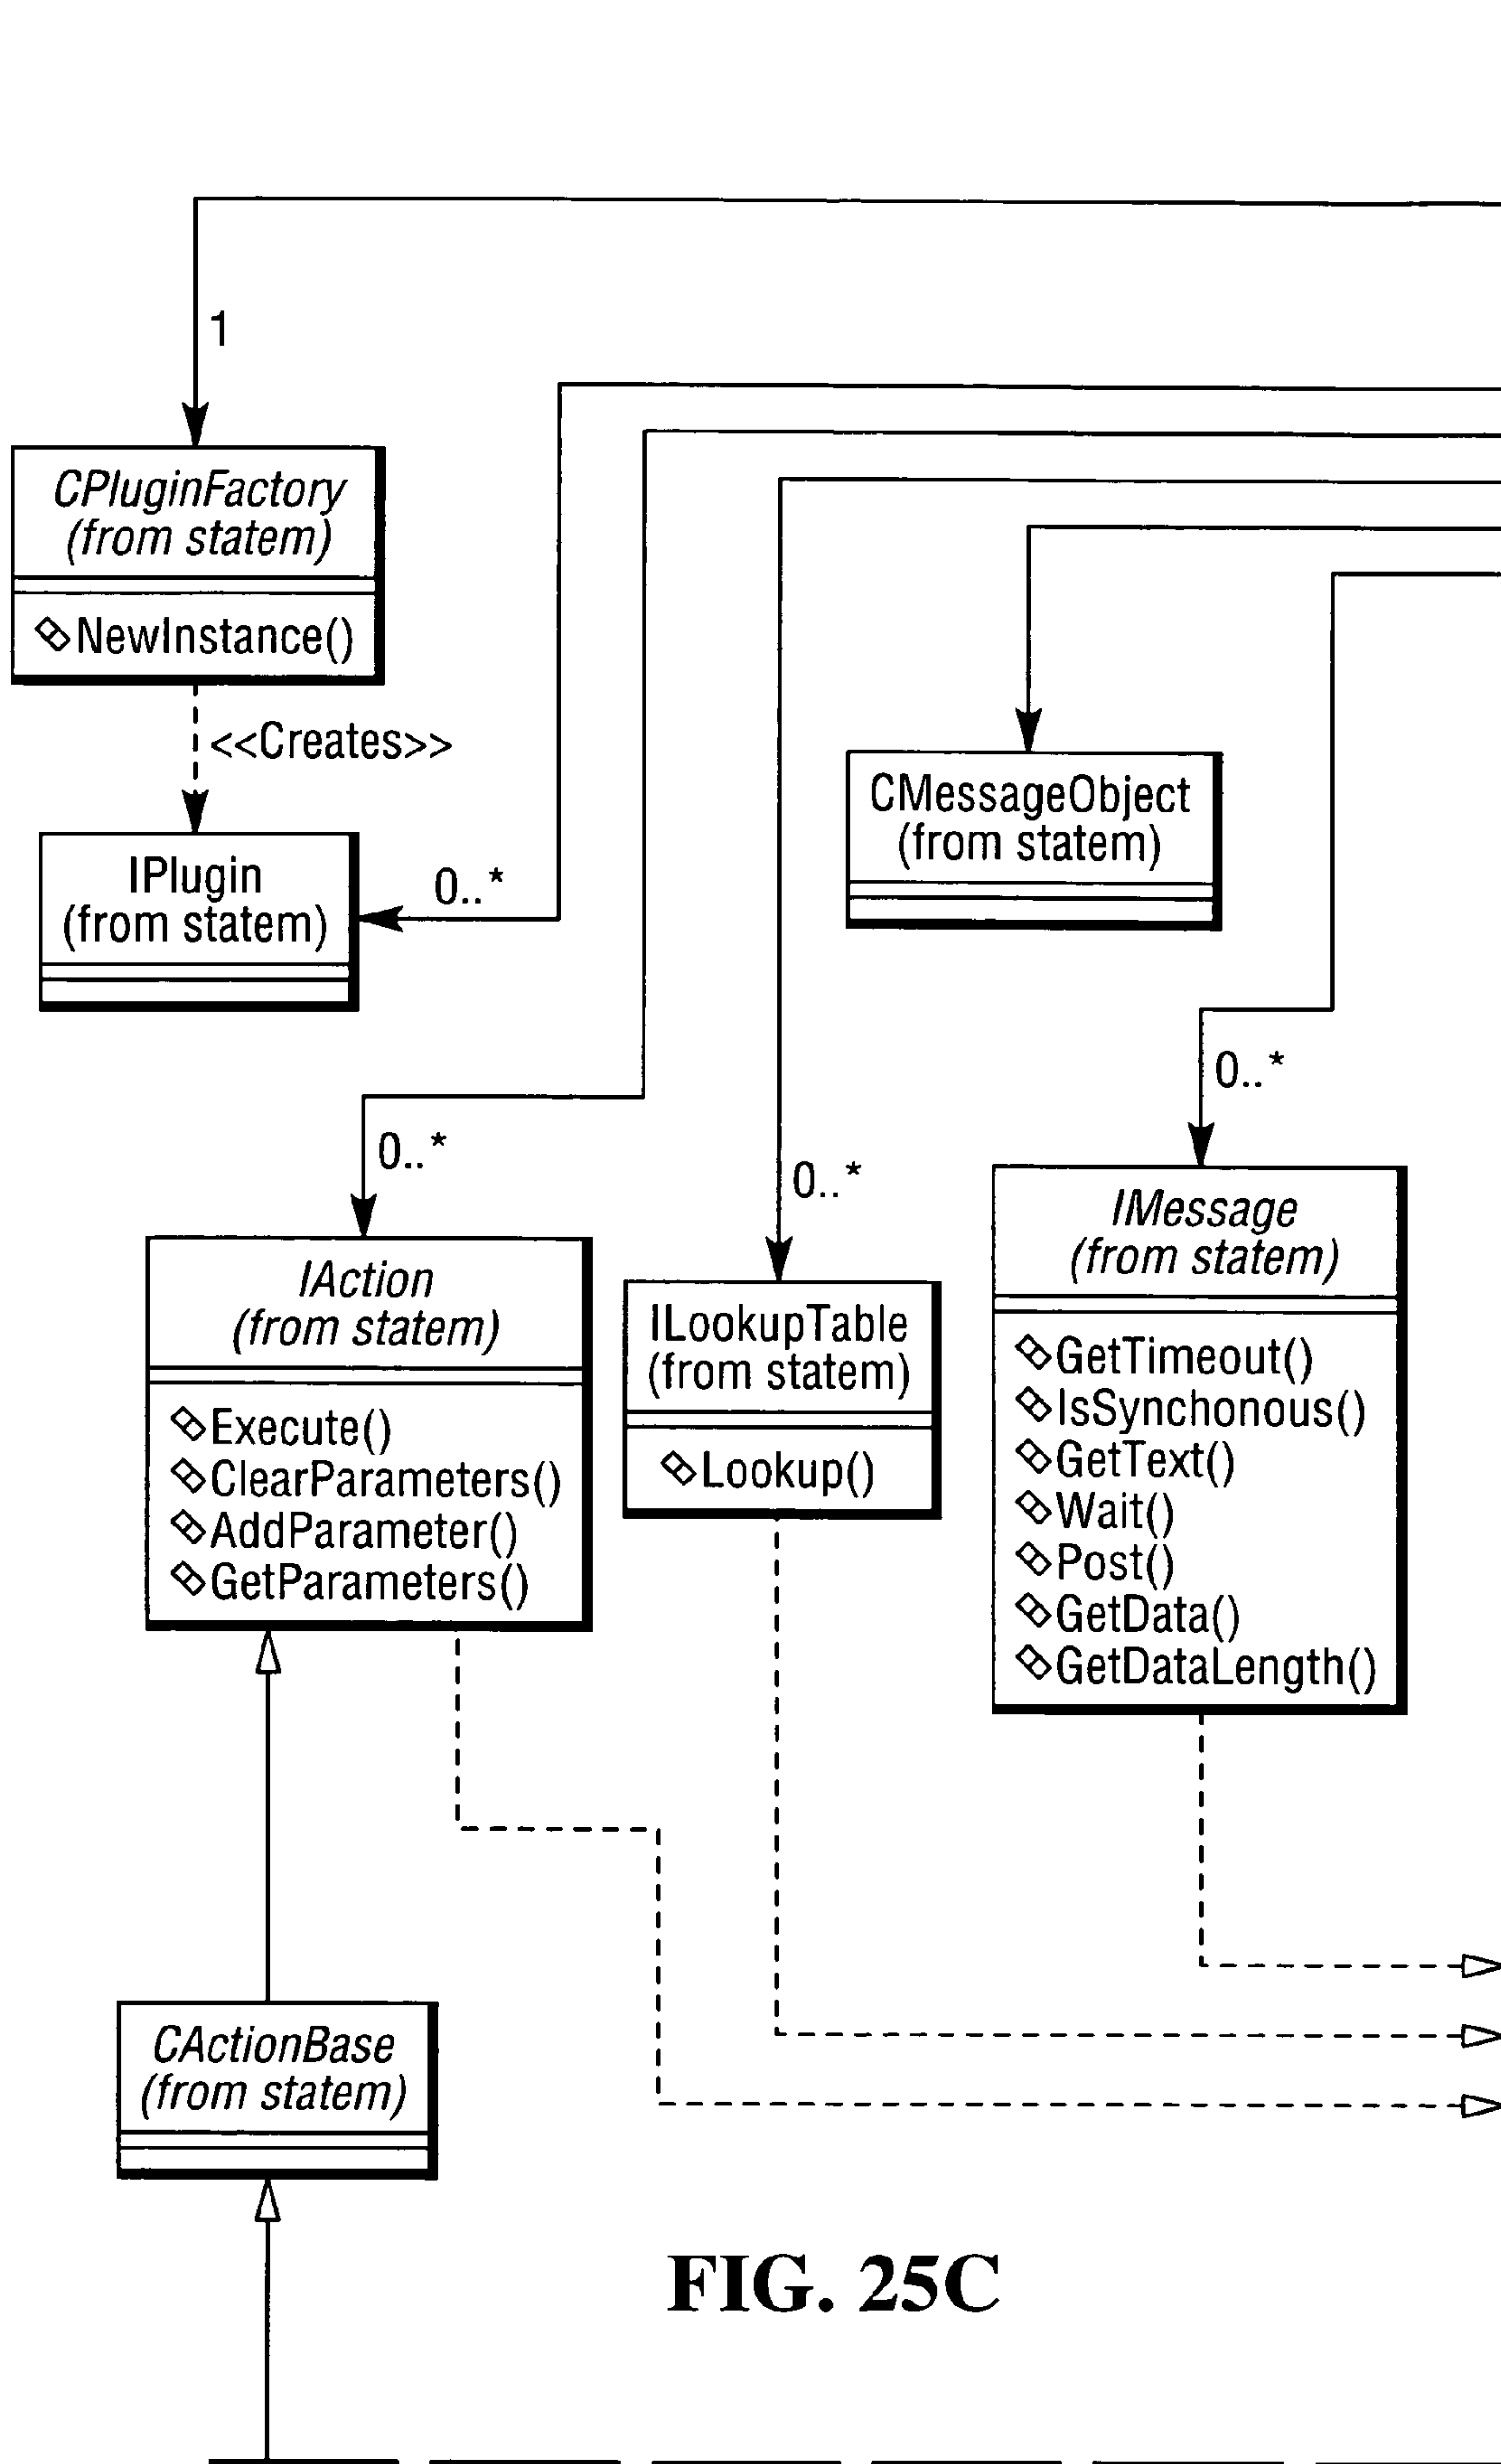 1
CPluginFactory
(from statem)
NewInstance()
<<Creates>>
IPlugin
(from statem)
0..*
CMessageObject
(from statem)
0..*
0..*
0..*
IMessage
(from statem)
GetTimeout()
IsSynchonous()
GetText()
Wait()
Post()
GetData()
GetDataLength()
IAction
(from statem)
Execute()
ClearParameters()
AddParameter()
GetParameters()
ILookupTable
(from statem)
Lookup()
CActionBase
(from statem)
FIG. 25C